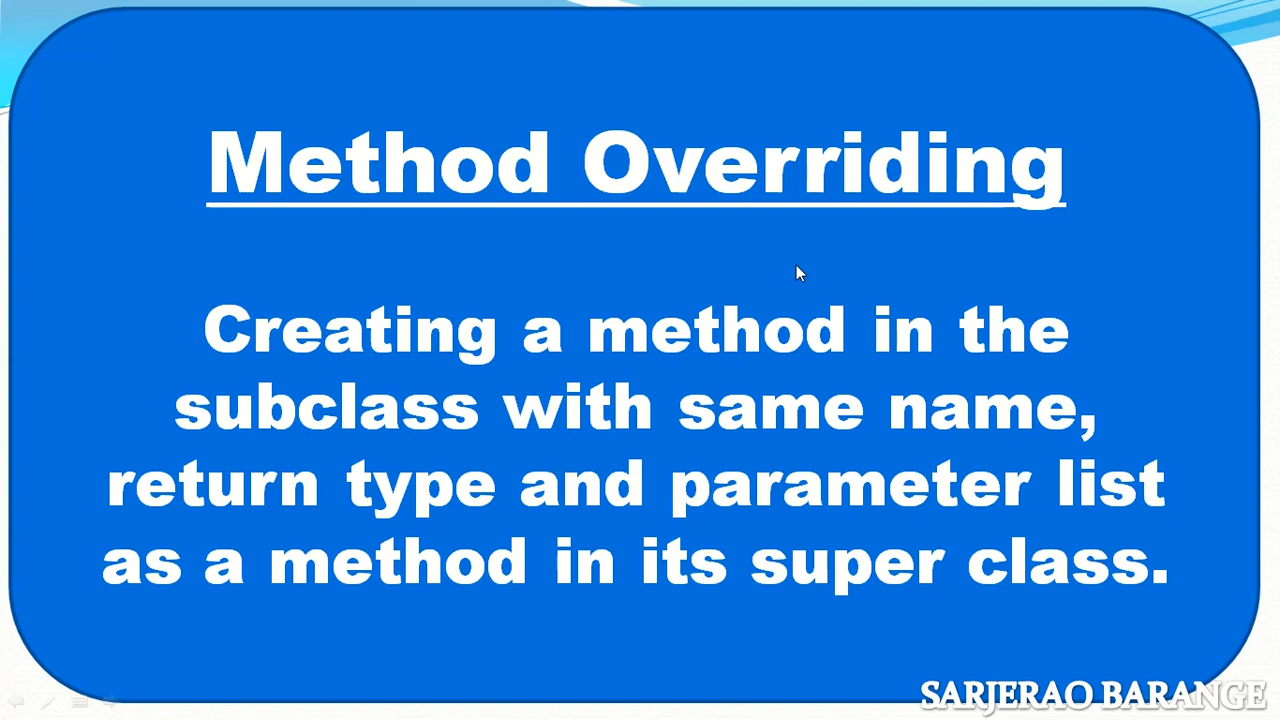 Method Overriding
Creating a method in the
subclass with same name,
return type and parameter list
as a method in its super class.
SARJERAO BARANGE